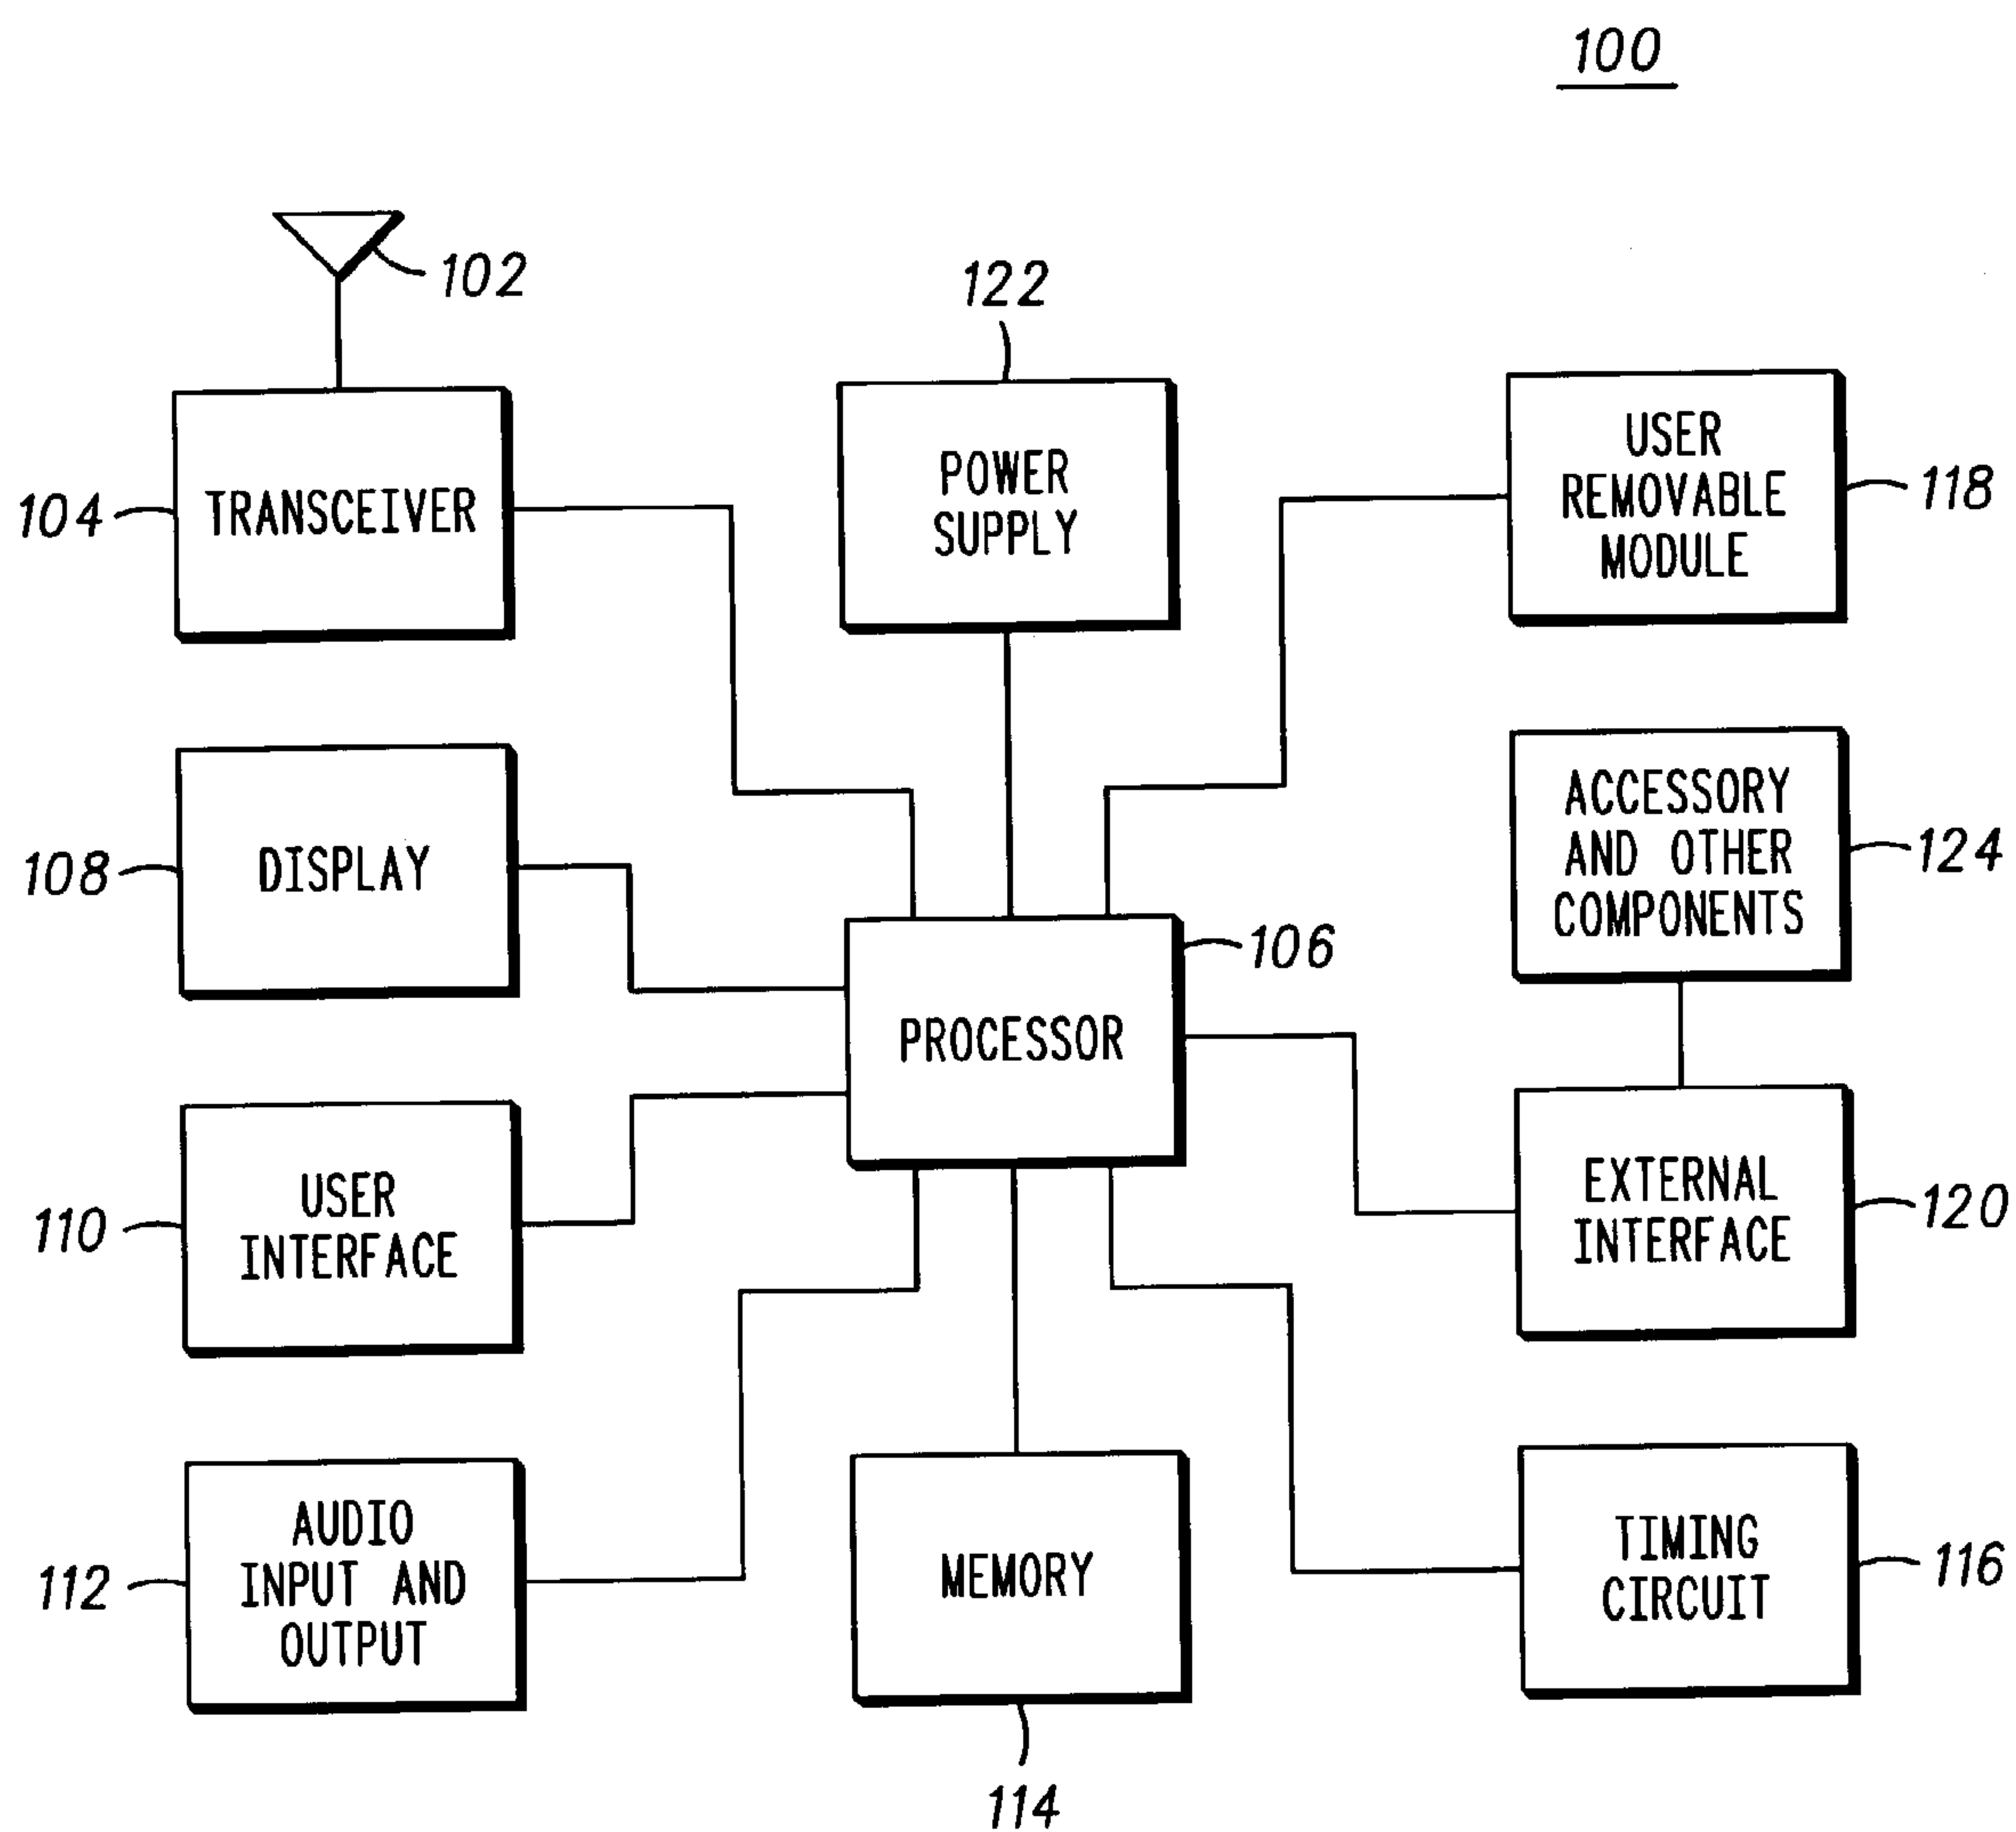 100
102
122
104
TRANSCEIVER
POWER
SUPPLY
USER
REMOVABLE
MODULE
118
108
DISPLAY
ACCESSORY
AND OTHER
COMPONENTS
124
106
PROCESSOR
110
USER
INTERFACE
EXTERNAL
INTERFACE
120
112
AUDIO
INPUT AND
OUTPUT
MEMORY
TIMING
CIRCUIT
116
114